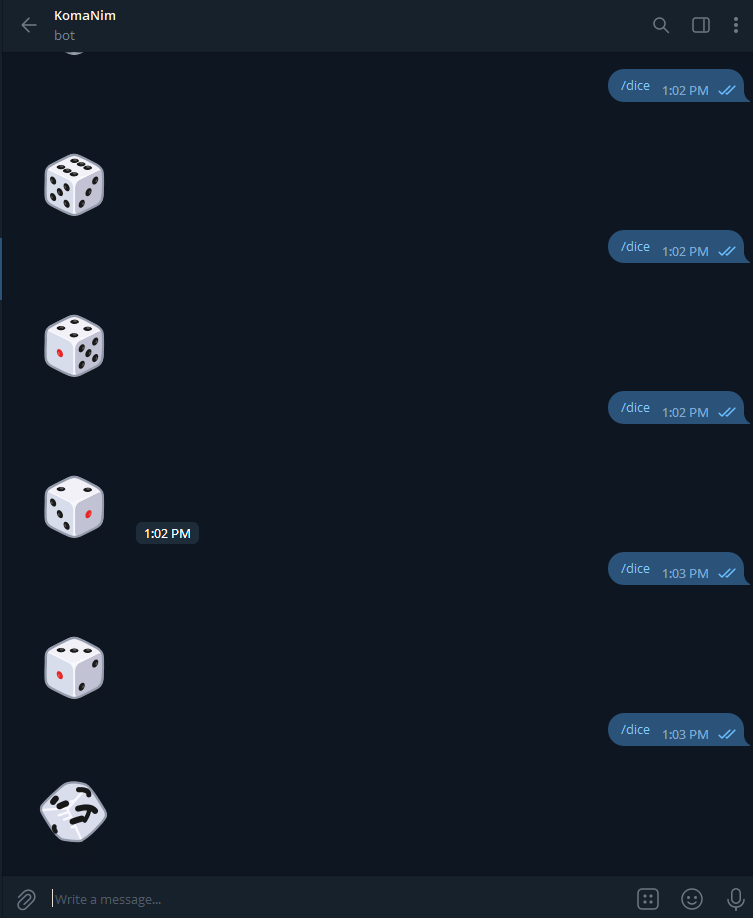 KomaNim
bot
/dice 1:02 PM
/dice 1:02 PM
/dice 1:02 PM
1:02 PM
/dice 1:03 PM
/dice 1:03 PM
Write a message...